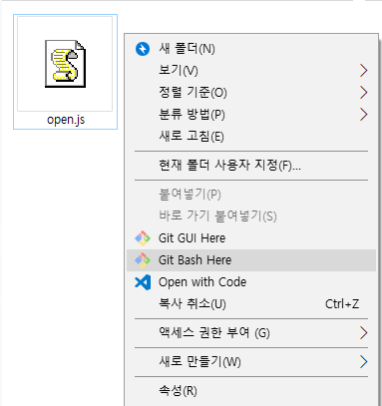 open.js
새 폴더(N)
보기(V)
정렬 기준(O)
분류 방법(P)
새로 고침(E)
현재 폴더 사용자 지정(F)...
붙여넣기(P)
바로 가기 붙여넣기(S)
Git GUI Here
Git Bash Here
Open with Code
복사 취소(U) Ctrl+Z
액세스 권한 부여 (G)
새로 만들기(W)
속성(R)